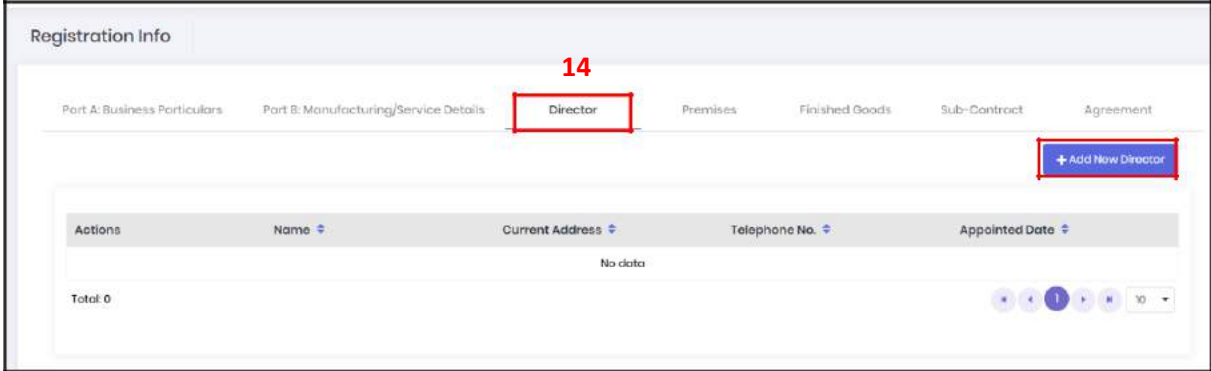 Registration Info
14
Part A: Business Particulars Part B: Manufacturing/Service Details Director Premises Finished Goods Sub-Contract Agreement
+ Add New Director
Actions Name Current Address Telephone No. Appointed Date
No data
Total: 0 1 10